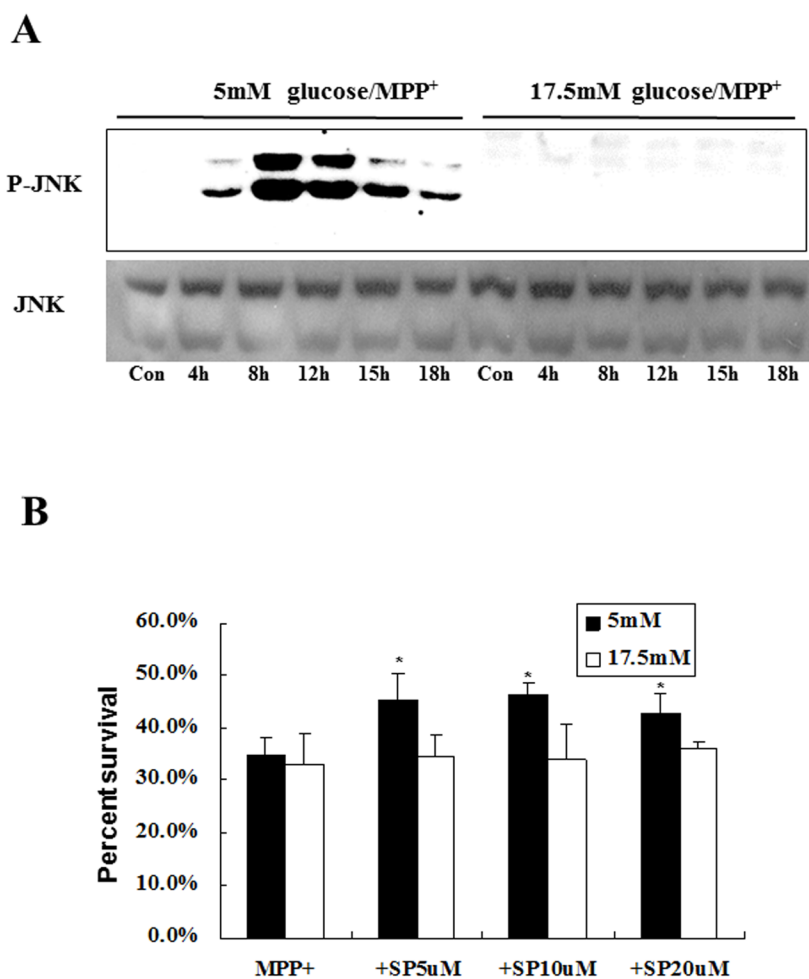 A
5mM glucose/MPP⁺ 17.5mM glucose/MPP⁺
P-JNK
JNK
Con 4h 8h 12h 15h 18h Con 4h 8h 12h 15h 18h
B
60.0%
50.0%
40.0%
30.0%
20.0%
10.0%
0.0%
Percent survival
5mM
17.5mM
* * *
MPP+ +SP5uM +SP10uM +SP20uM